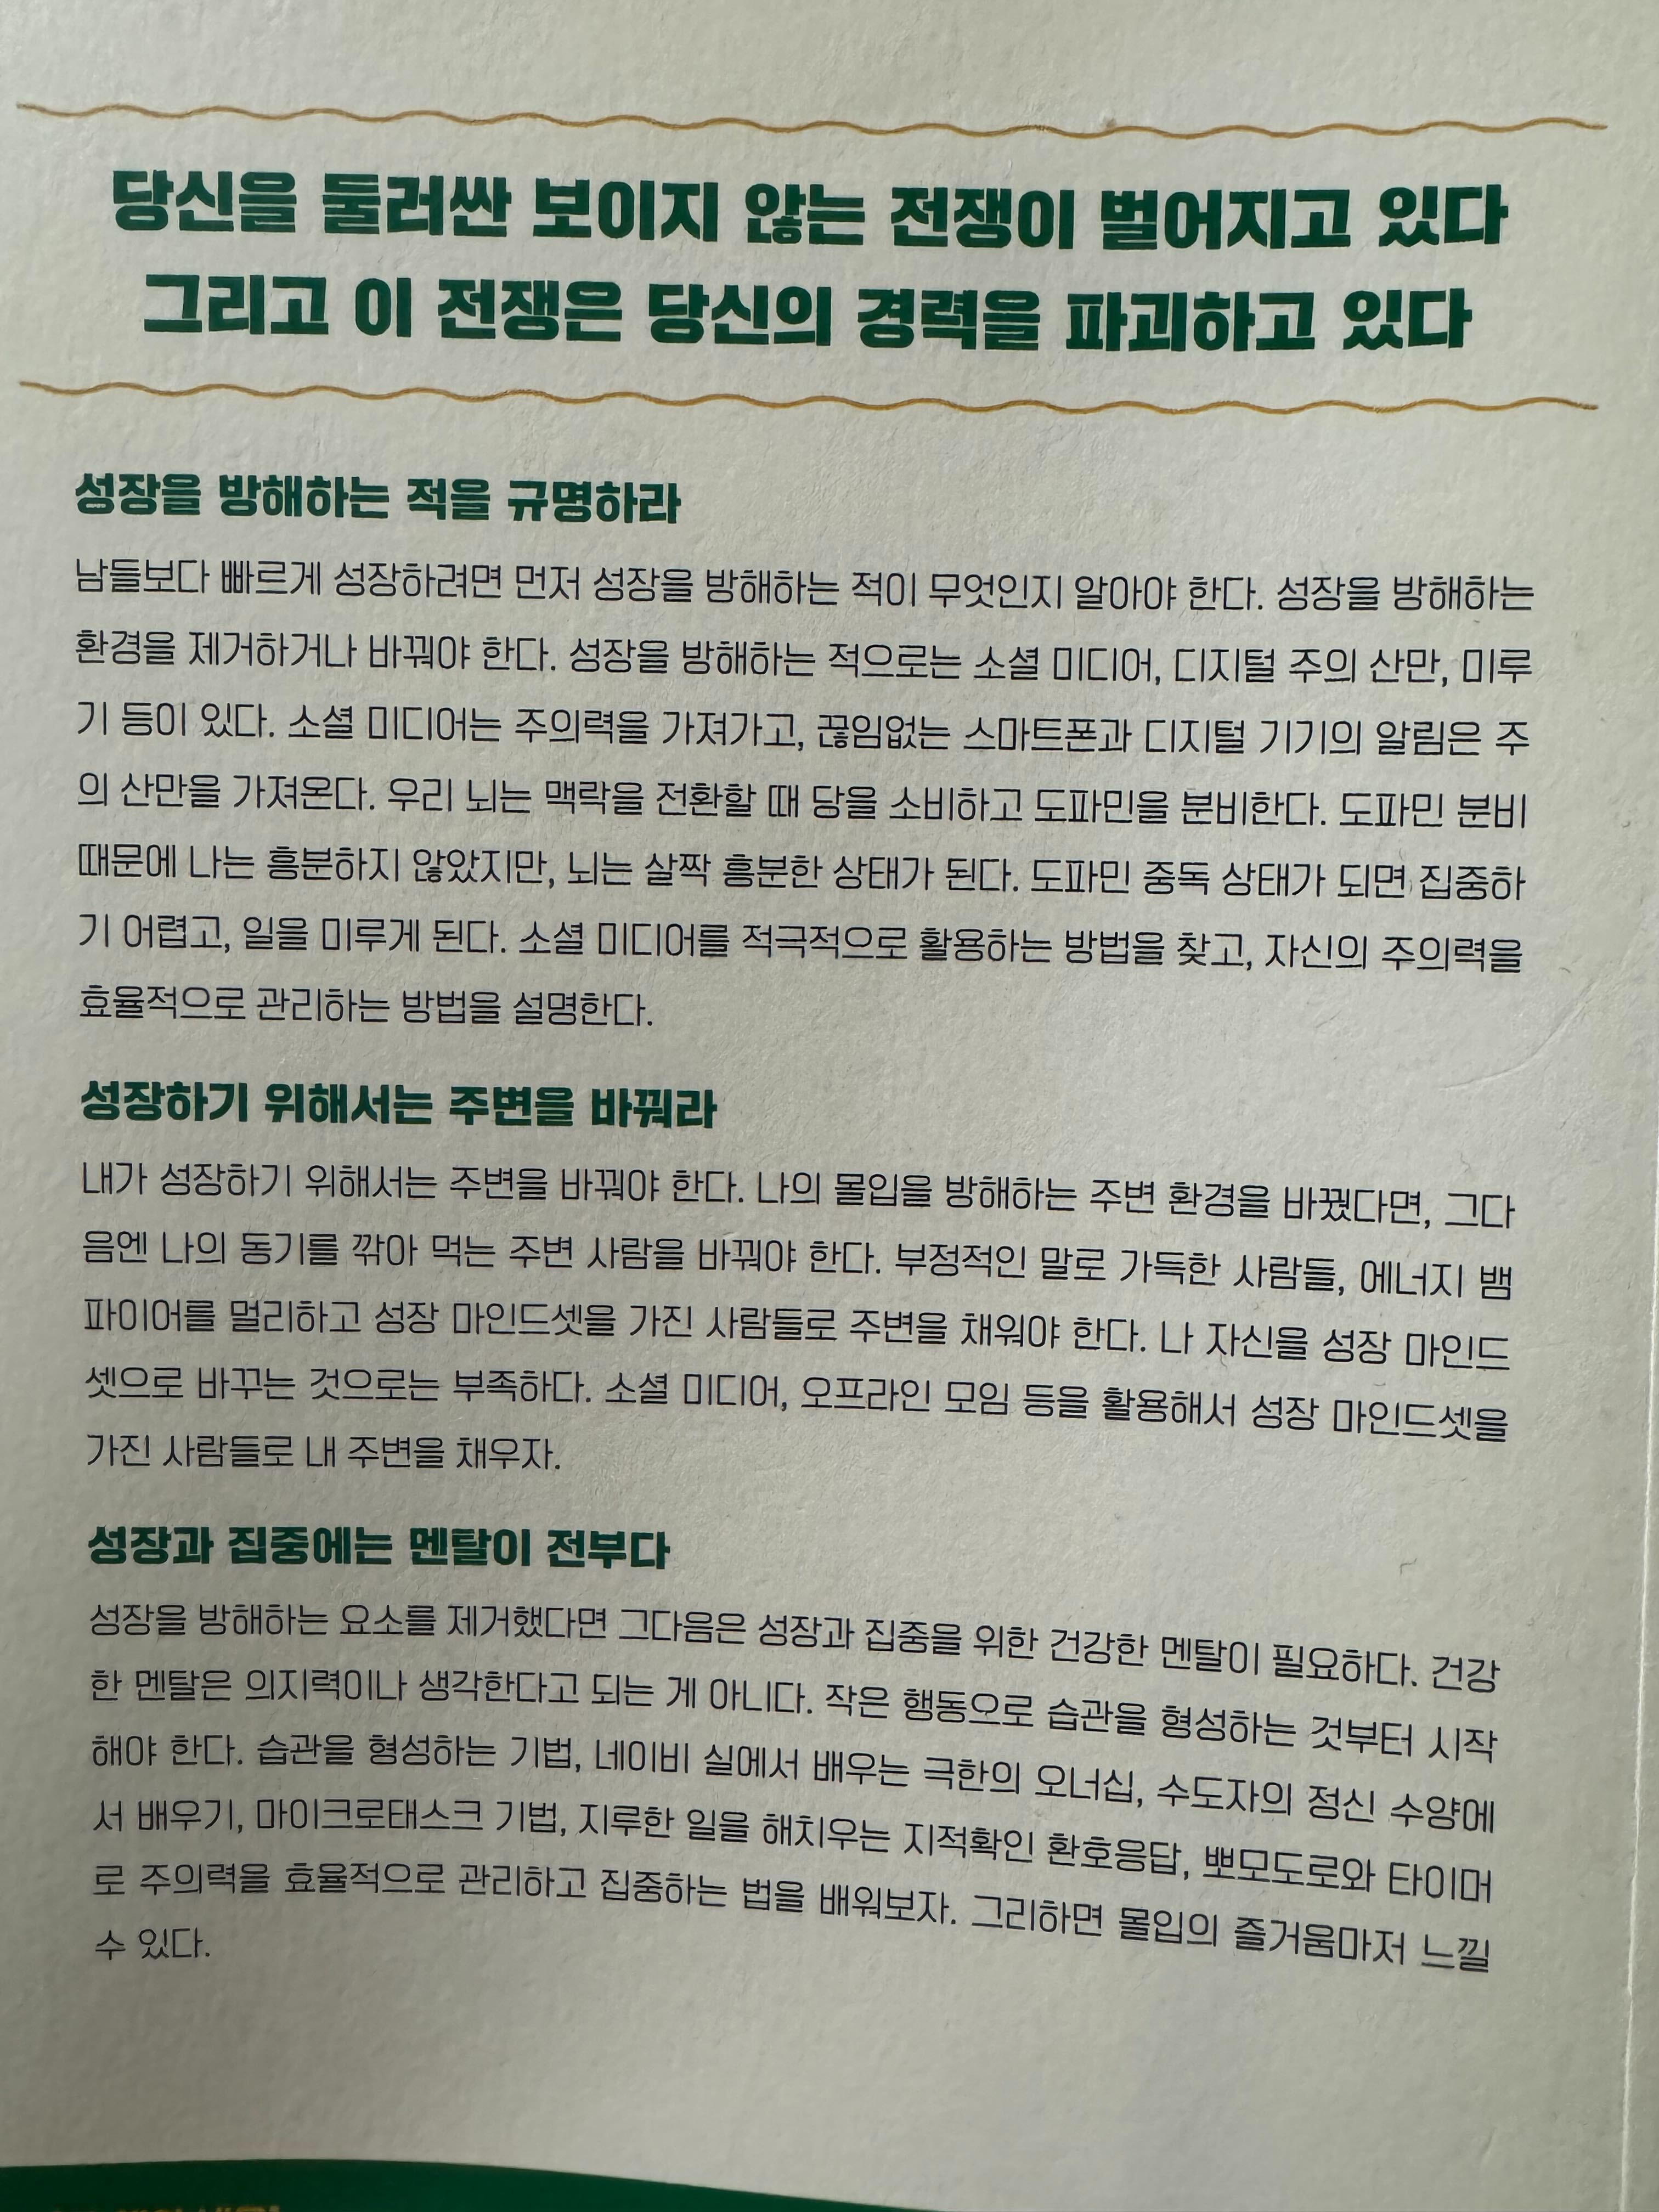 당신을 둘러싼 보이지 않는 전쟁이 벌어지고 있다
그리고 이 전쟁은 당신의 경력을 파괴하고 있다
성장을 방해하는 적을 규명하라
남들보다 빠르게 성장하려면 먼저 성장을 방해하는 적이 무엇인지 알아야 한다. 성장을 방해하는
환경을 제거하거나 바꿔야 한다. 성장을 방해하는 적으로는 소셜 미디어, 디지털 주의 산만, 미루
기 등이 있다. 소셜 미디어는 주의력을 가져가고, 끊임없는 스마트폰과 디지털 기기의 알림은 주
의 산만을 가져온다. 우리 뇌는 맥락을 전환할 때 당을 소비하고 도파민을 분비한다. 도파민 분비
때문에 나는 흥분하지 않았지만, 뇌는 살짝 흥분한 상태가 된다. 도파민 중독 상태가 되면 집중하
기 어렵고, 일을 미루게 된다. 소셜 미디어를 적극적으로 활용하는 방법을 찾고, 자신의 주의력을
효율적으로 관리하는 방법을 설명한다.
성장하기 위해서는 주변을 바꿔라
내가 성장하기 위해서는 주변을 바꿔야 한다. 나의 몰입을 방해하는 주변 환경을 바꿨다면, 그다
음엔 나의 동기를 깎아 먹는 주변 사람을 바꿔야 한다. 부정적인 말로 가득한 사람들, 에너지 뱀
파이어를 멀리하고 성장 마인드셋을 가진 사람들로 주변을 채워야 한다. 나 자신을 성장 마인드
셋으로 바꾸는 것으로는 부족하다. 소셜 미디어, 오프라인 모임 등을 활용해서 성장 마인드셋을
가진 사람들로 내 주변을 채우자.
성장과 집중에는 멘탈이 전부다
성장을 방해하는 요소를 제거했다면 그다음은 성장과 집중을 위한 건강한 멘탈이 필요하다. 건강
한 멘탈은 의지력이나 생각한다고 되는 게 아니다. 작은 행동으로 습관을 형성하는 것부터 시작
해야 한다. 습관을 형성하는 기법, 네이비 실에서 배우는 극한의 오너십, 수도자의 정신 수양에
서 배우기, 마이크로태스크 기법, 지루한 일을 해치우는 지적확인 환호응답, 뽀모도로와 타이머
로 주의력을 효율적으로 관리하고 집중하는 법을 배워보자. 그리하면 몰입의 즐거움마저 느낄
수 있다.